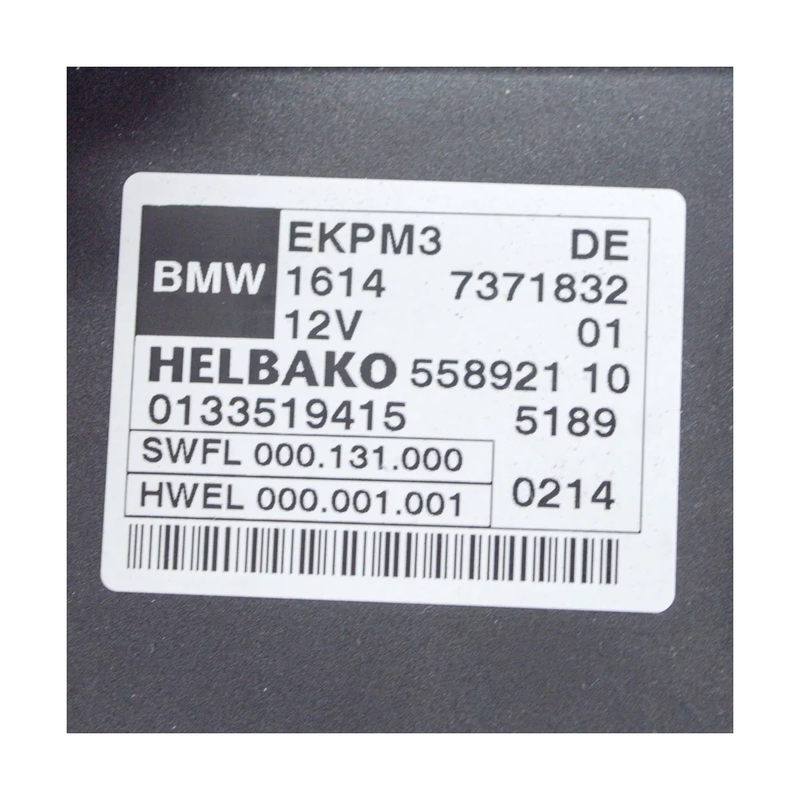 BMW
EKPM3 DE
1614 7371832
12V 01
HELBAKO 558921 10
0133519415 5189
SWFL 000.131.000
HWEL 000.001.001 0214